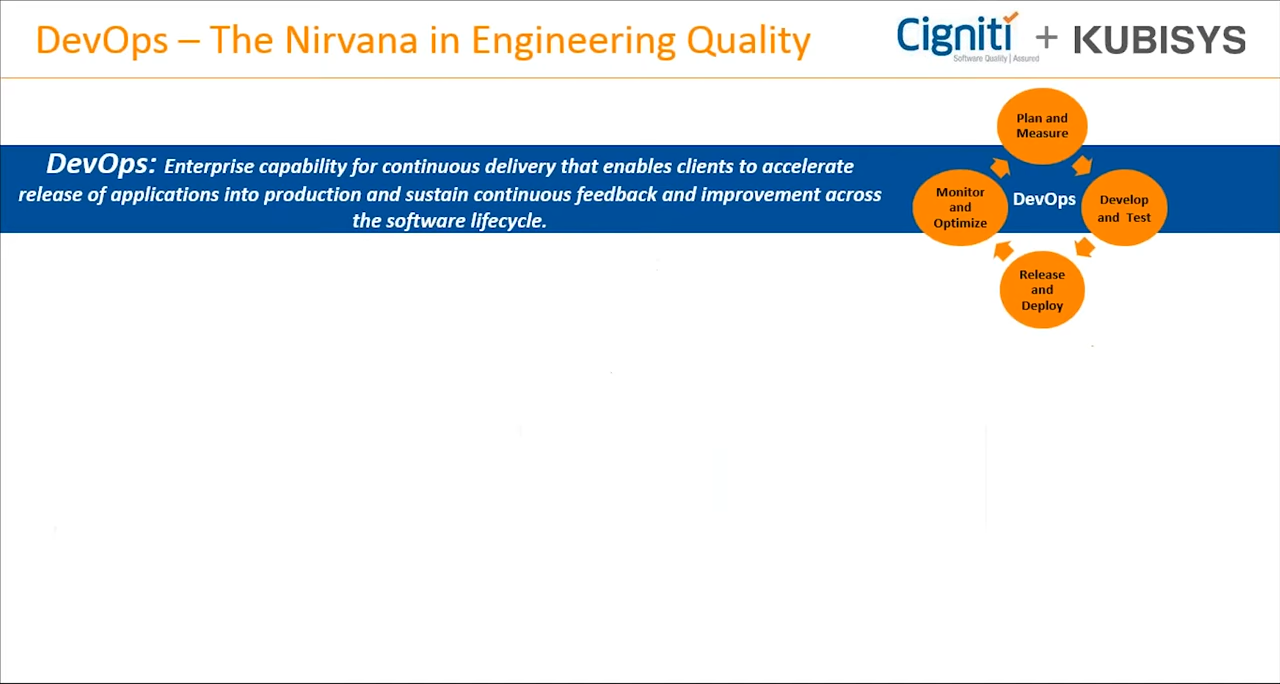 DevOps – The Nirvana in Engineering Quality
Cigniti + KUBISYS
Software Quality | Assured
DevOps: Enterprise capability for continuous delivery that enables clients to accelerate
release of applications into production and sustain continuous feedback and improvement across
the software lifecycle.
Plan and
Measure
Monitor
and
Optimize
DevOps
Develop
and Test
Release
and
Deploy